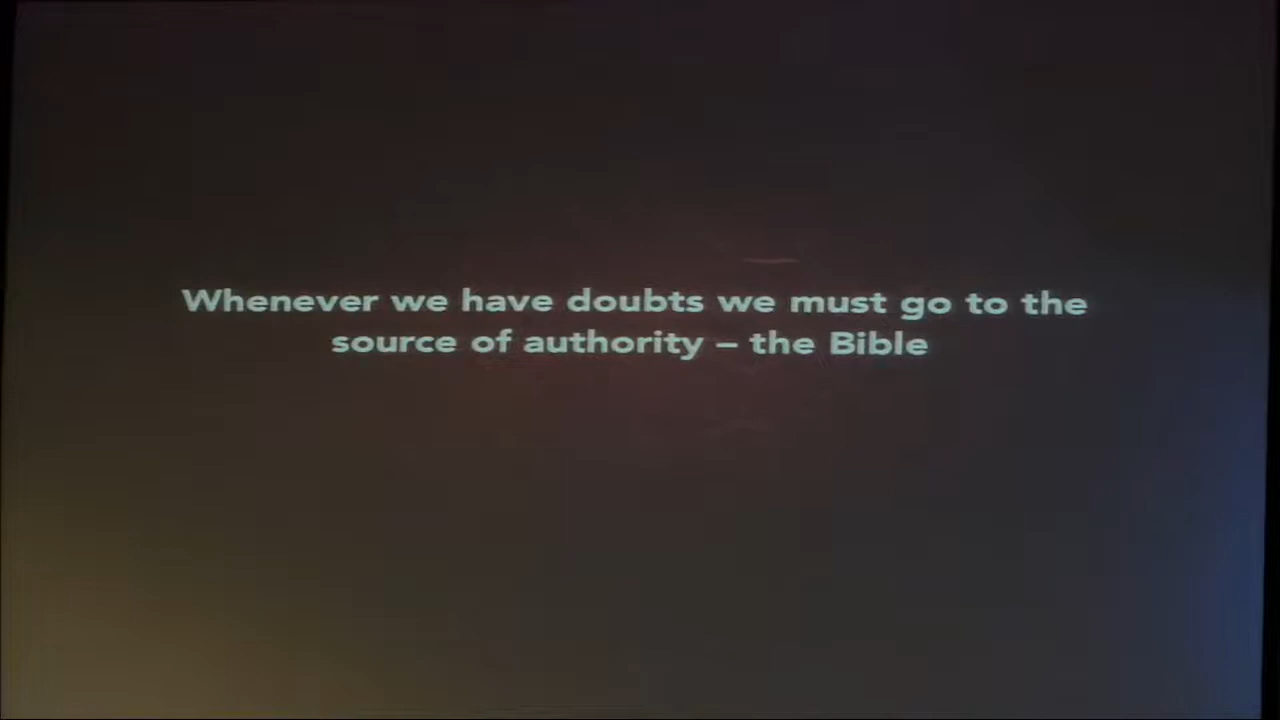 Whenever we have doubts we must go to the
source of authority – the Bible